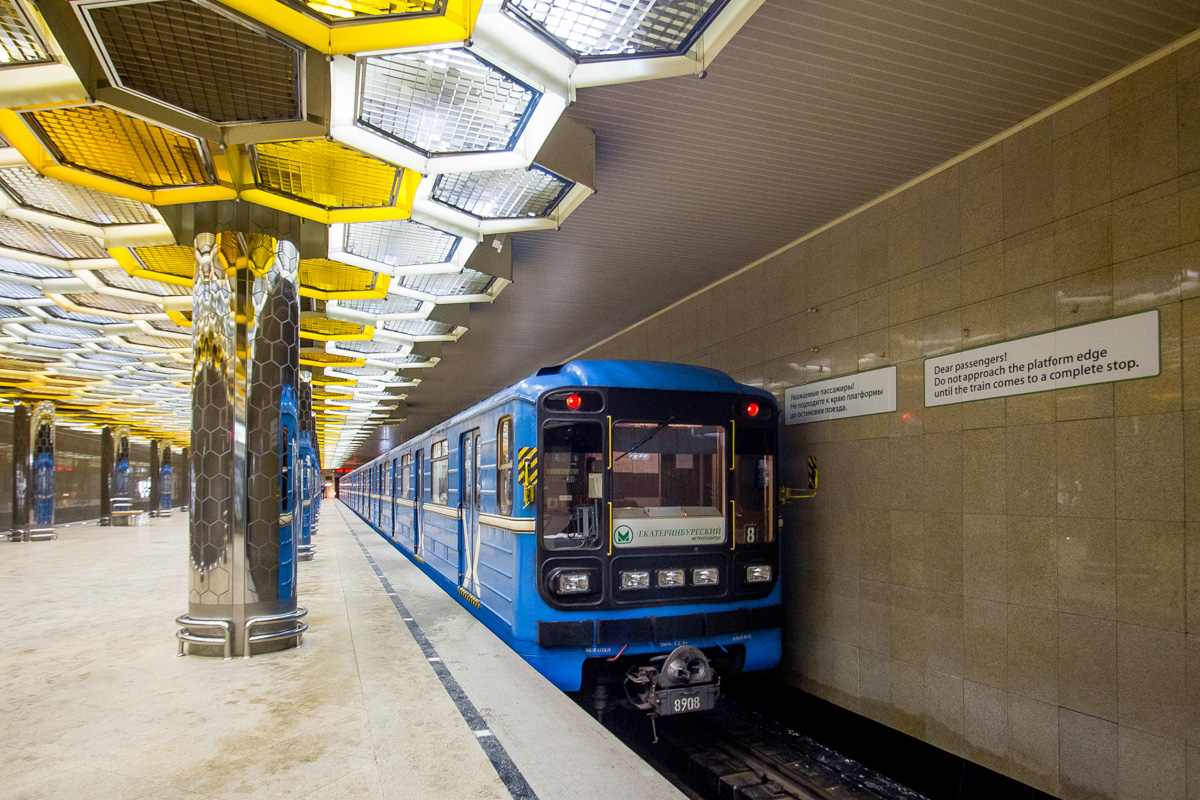 Уважаемые пассажиры!
Не подходите к краю платформы
до остановки поезда.
Dear passengers!
Do not approach the platform edge
until the train comes to a complete stop.
ЕКАТЕРИНБУРГСКИЙ
МЕТРОПОЛИТЕН
8
8908